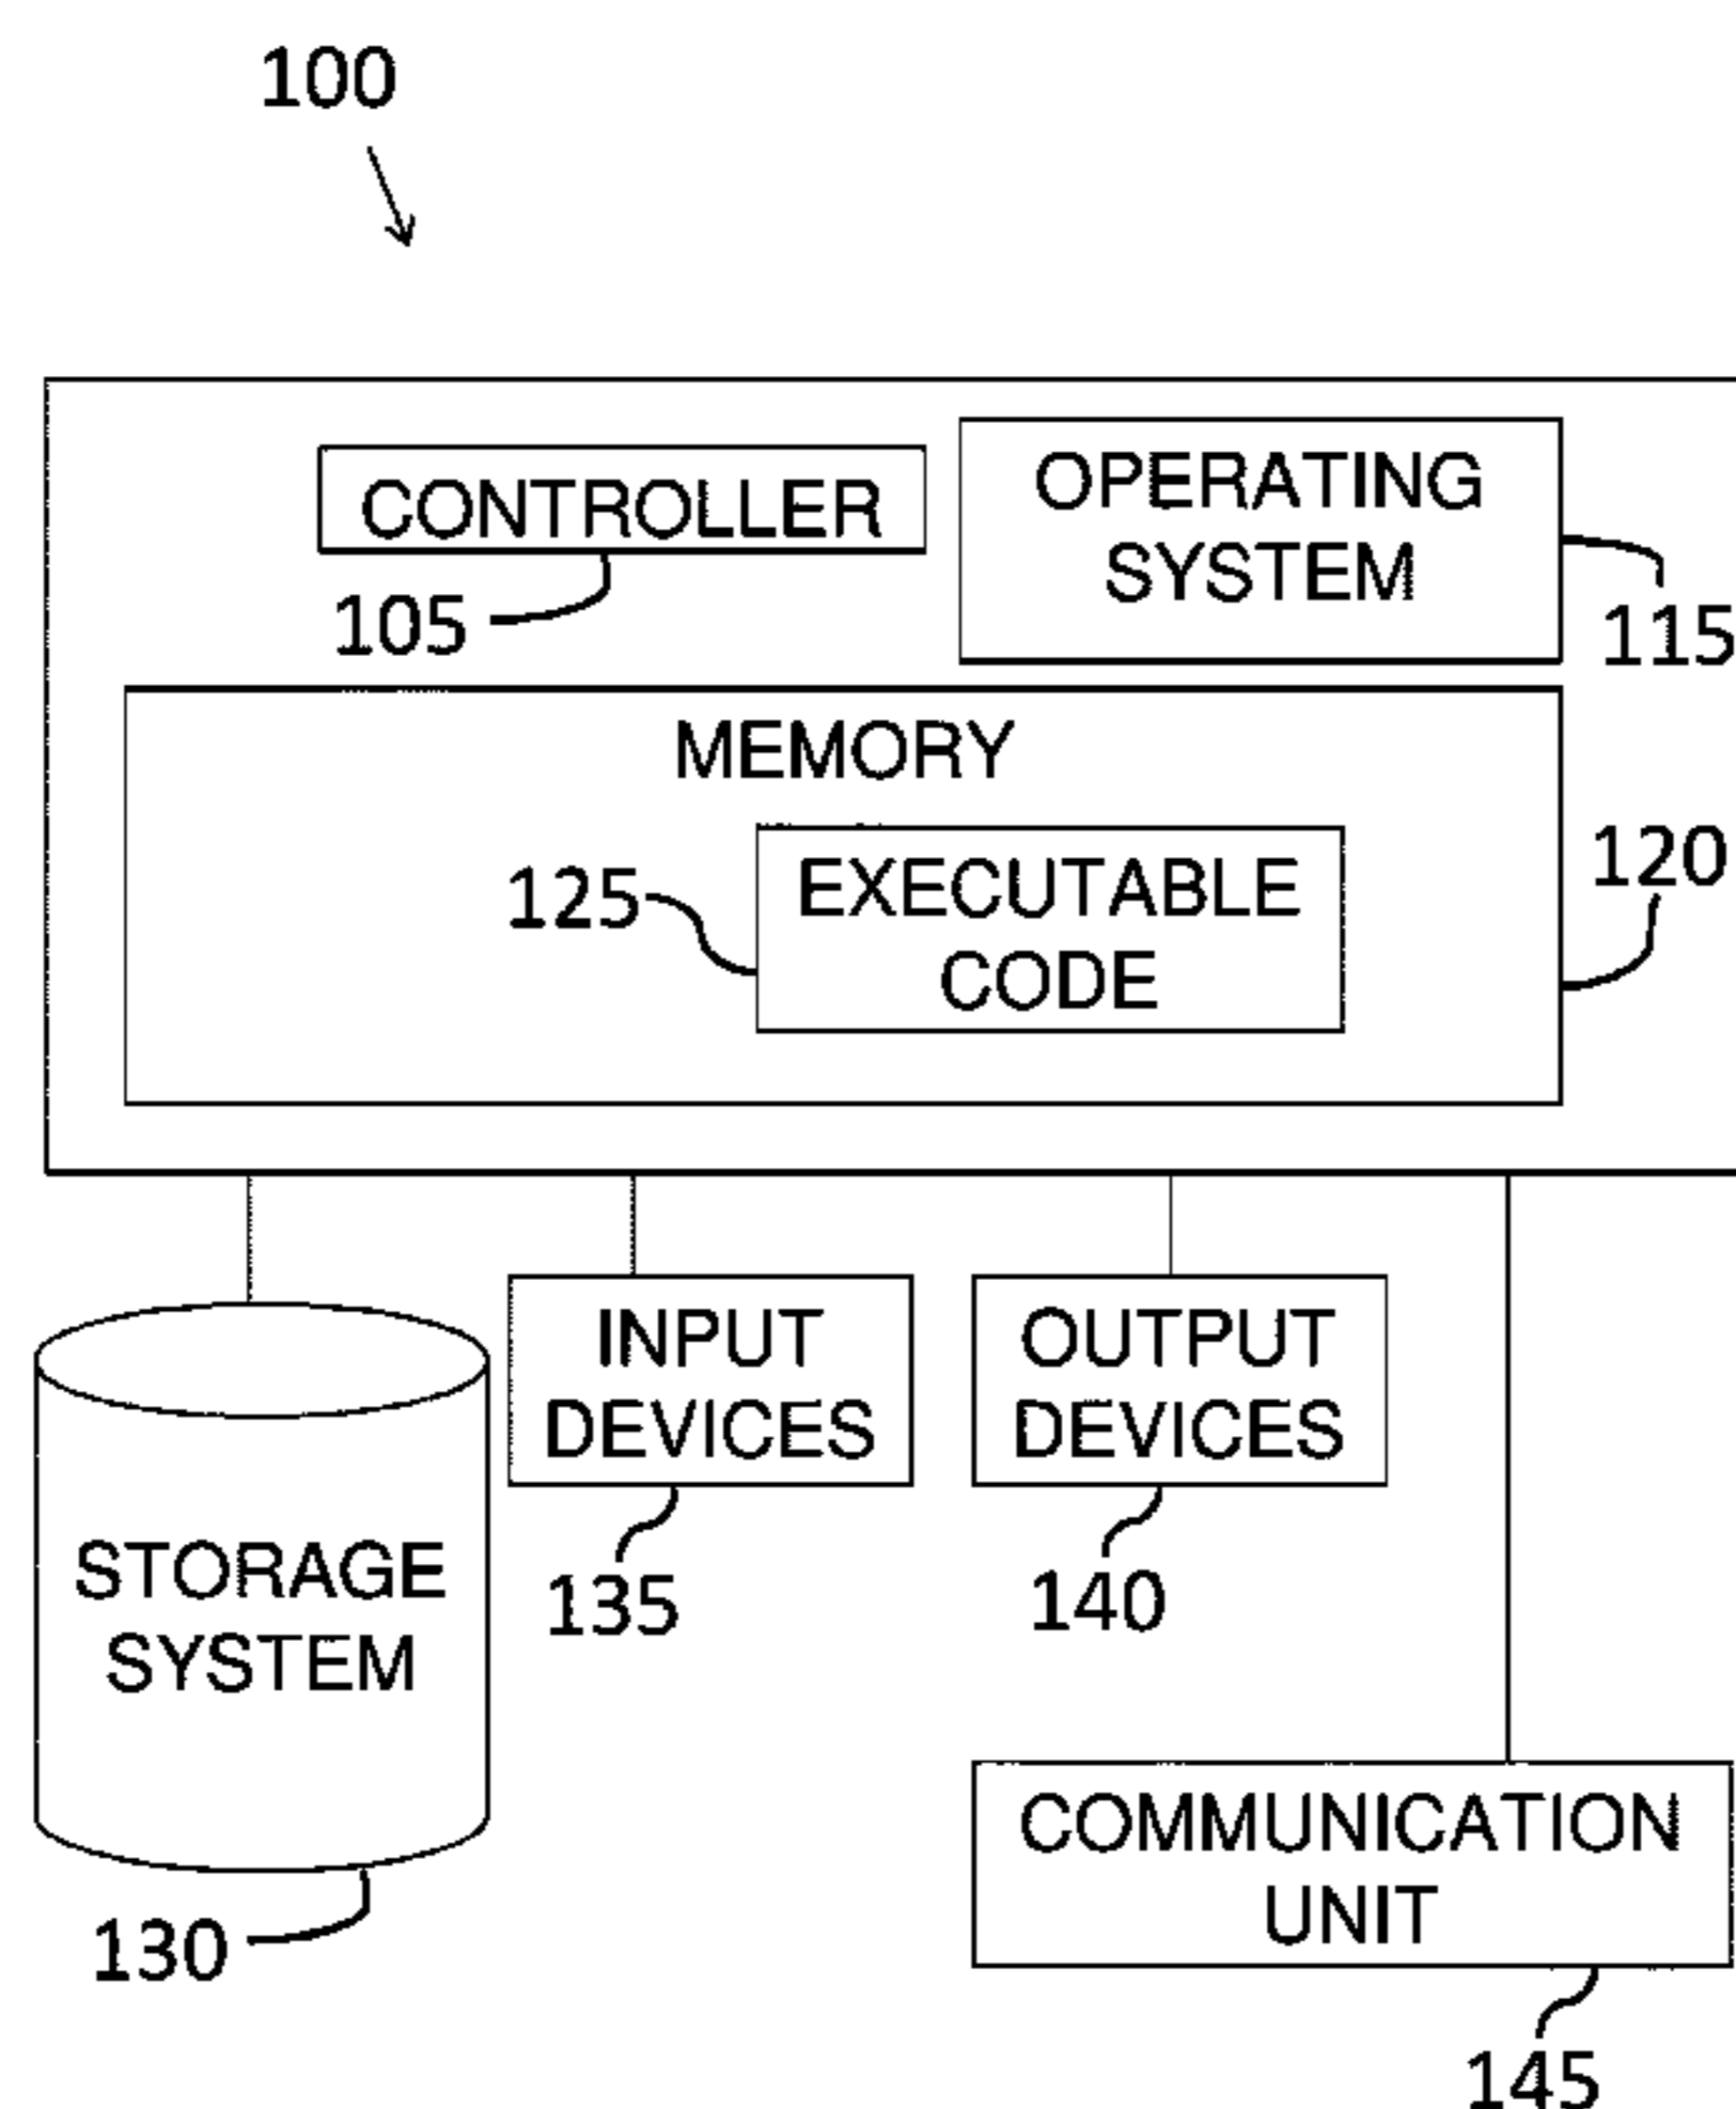 100
CONTROLLER
105
OPERATING
SYSTEM
115
MEMORY
125
EXECUTABLE
CODE
120
INPUT
DEVICES
135
OUTPUT
DEVICES
140
STORAGE
SYSTEM
130
COMMUNICATION
UNIT
145